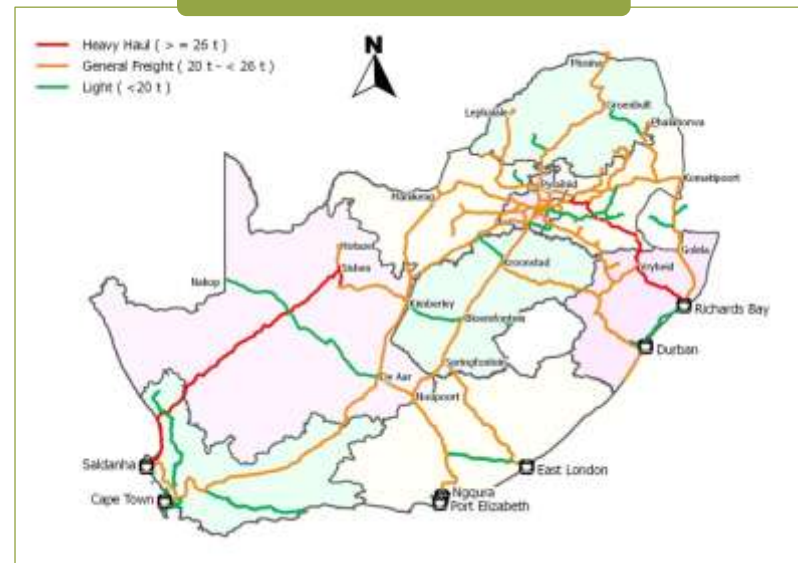 Heavy Haul ( > = 26 t )
General Freight ( 20 t - < 26 t )
Light ( <20 t )
N
Musina
Groenbult
Lephalale
Phalaborwa
Pyramid
Komatipoort
Mafikeng
Hotazel
Sishen
Golela
Vryheid
Kroonstad
Nakop
Kimberley
Bloemfontein
Richards Bay
Durban
Springfontein
De Aar
Noupoort
Saldanha
East London
Cape Town
Ngqura
Port Elizabeth